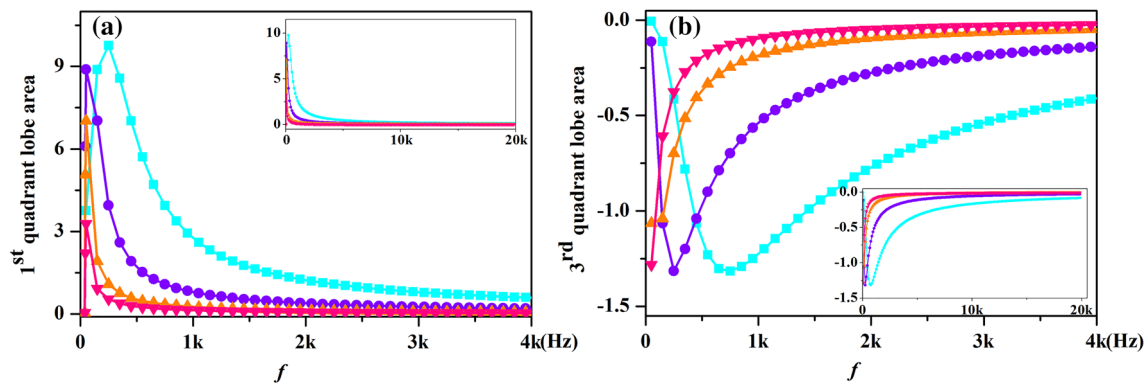 (a)
1st quadrant lobe area
9
6
3
0
0 1k 2k 3k 4k(Hz)
f
10
5
0
0 10k 20k
(b)
3rd quadrant lobe area
0.0
-0.5
-1.0
-1.5
0 1k 2k 3k 4k(Hz)
f
0.0
-0.5
-1.0
-1.5
0 10k 20k